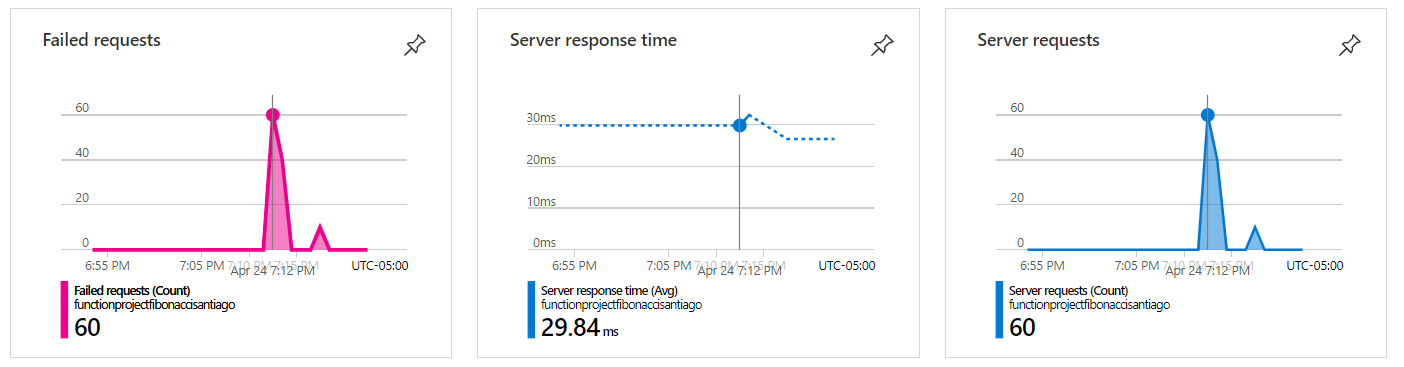 Failed requests
60
40
20
0
6:55 PM
7:05 PM
7:10 PM
7:15 PM
UTC-05:00
Apr 24 7:12 PM
Failed requests (Count)
functionprojectfibonaccisantiago
60
Server response time
30ms
20ms
10ms
0ms
6:55 PM
7:05 PM
7:10 PM
7:15 PM
UTC-05:00
Apr 24 7:12 PM
Server response time (Avg)
functionprojectfibonaccisantiago
29.84 ms
Server requests
60
40
20
0
6:55 PM
7:05 PM
7:10 PM
7:15 PM
UTC-05:00
Apr 24 7:12 PM
Server requests (Count)
functionprojectfibonaccisantiago
60